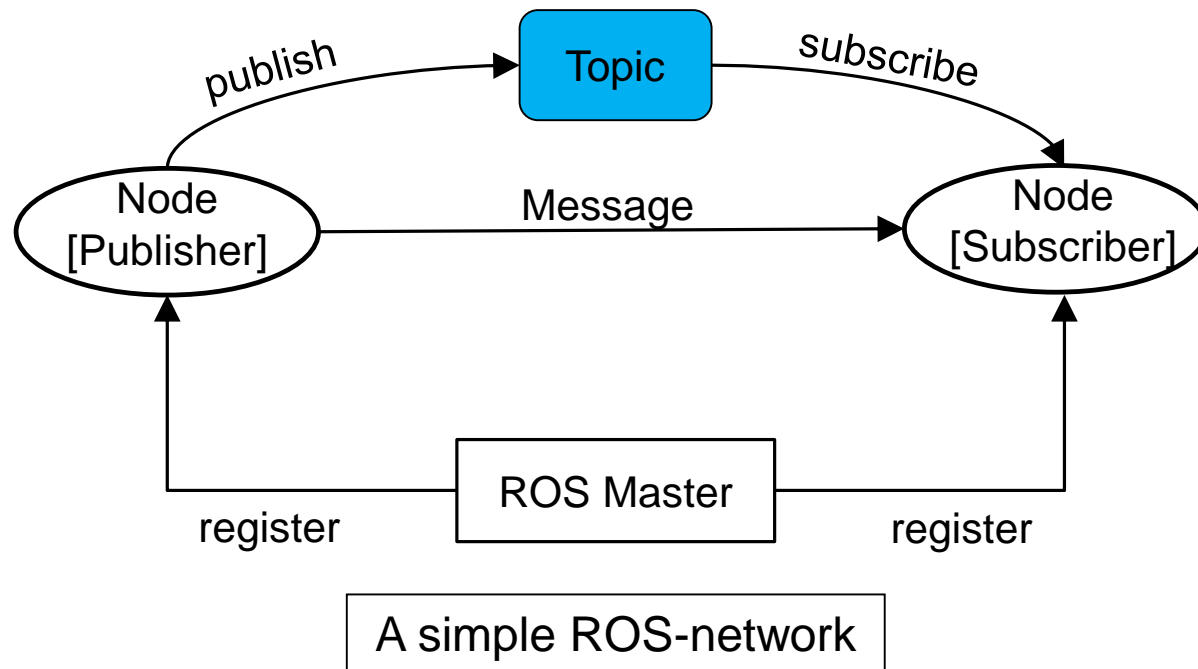 publish
Topic
subscribe
Node
[Publisher]
Message
Node
[Subscriber]
ROS Master
register
register
A simple ROS-network